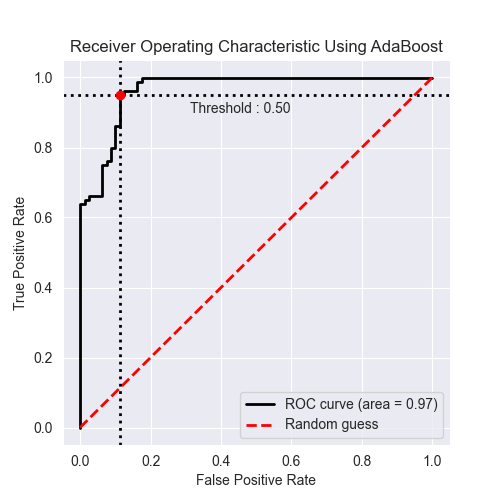 Receiver Operating Characteristic Using AdaBoost
1.0
0.8
0.6
0.4
0.2
0.0
True Positive Rate
Threshold : 0.50
ROC curve (area = 0.97)
Random guess
0.0 0.2 0.4 0.6 0.8 1.0
False Positive Rate